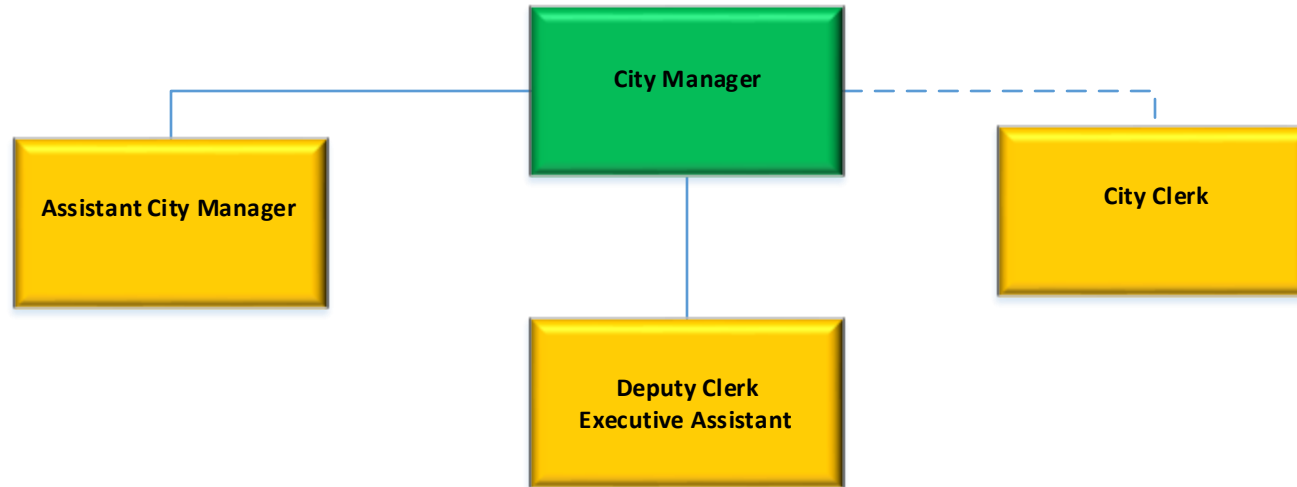 City Manager
Assistant City Manager
City Clerk
Deputy Clerk
Executive Assistant